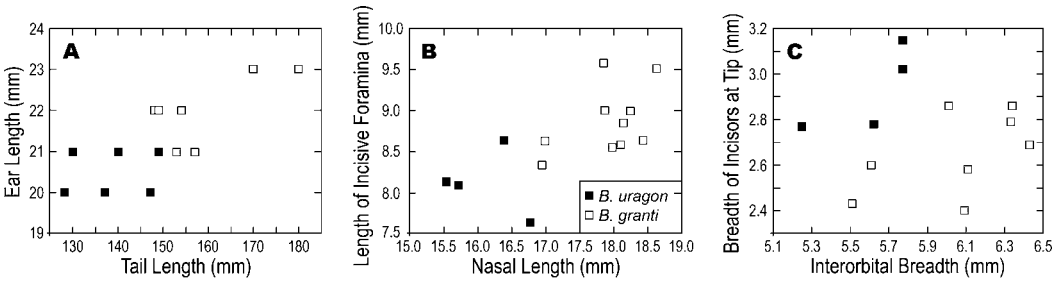 A
Ear Length (mm)
24
23
22
21
20
19
130 140 150 160 170 180
Tail Length (mm)
B
Length of Incisive Foramina (mm)
10.0
9.5
9.0
8.5
8.0
7.5
15.0 15.5 16.0 16.5 17.0 17.5 18.0 18.5 19.0
Nasal Length (mm)
B. uragon
B. granti
C
Breadth of Incisors at Tip (mm)
3.2
3.0
2.8
2.6
2.4
5.1 5.3 5.5 5.7 5.9 6.1 6.3 6.5
Interorbital Breadth (mm)